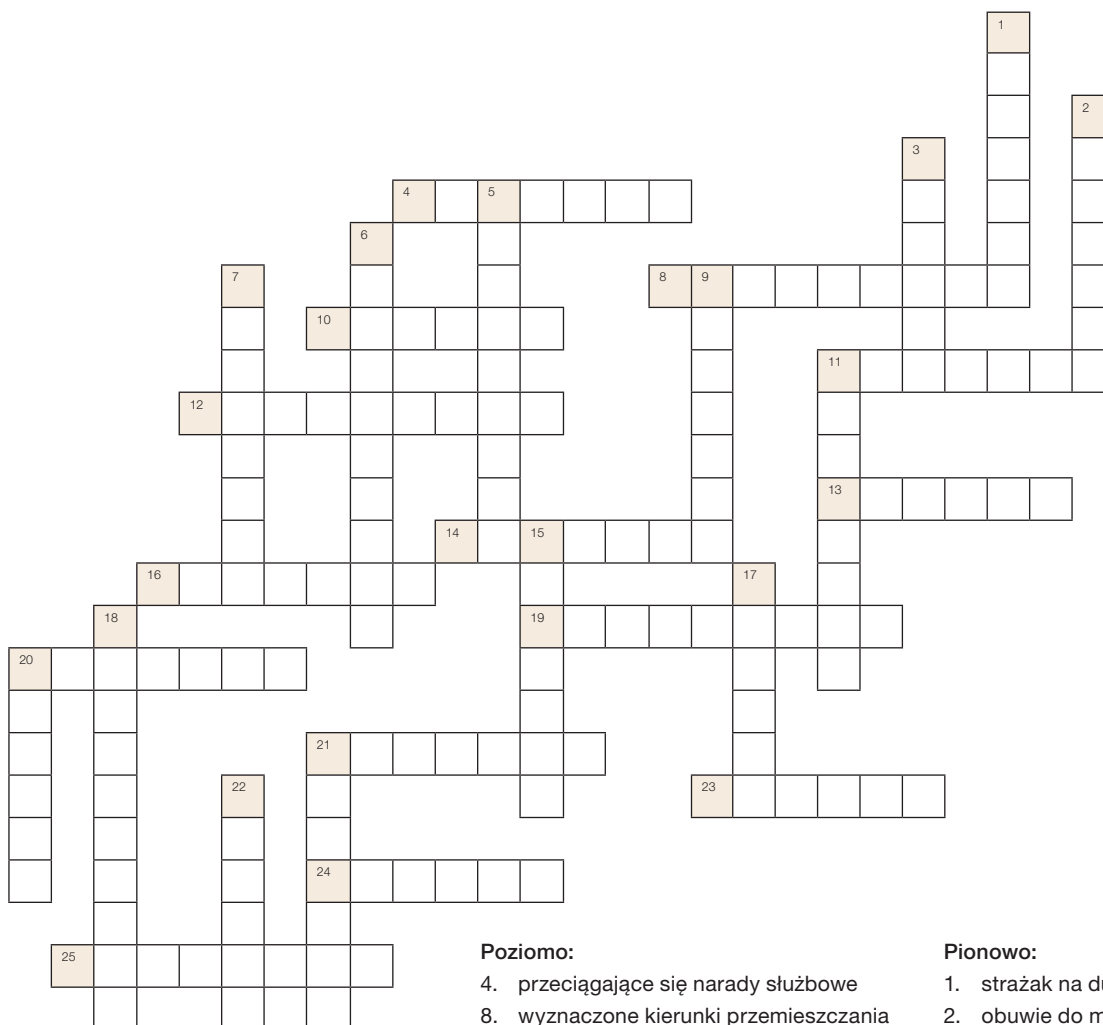 1
2
3
4 5
6
7 8 9
10
11
12
13
14 15
16 17
18 19
20
21
22 23
24
25
Poziomo:
4. przeciągające się narady służbowe
8. wyznaczone kierunki przemieszczania
Pionowo:
1. strażak na
2. obuwie do